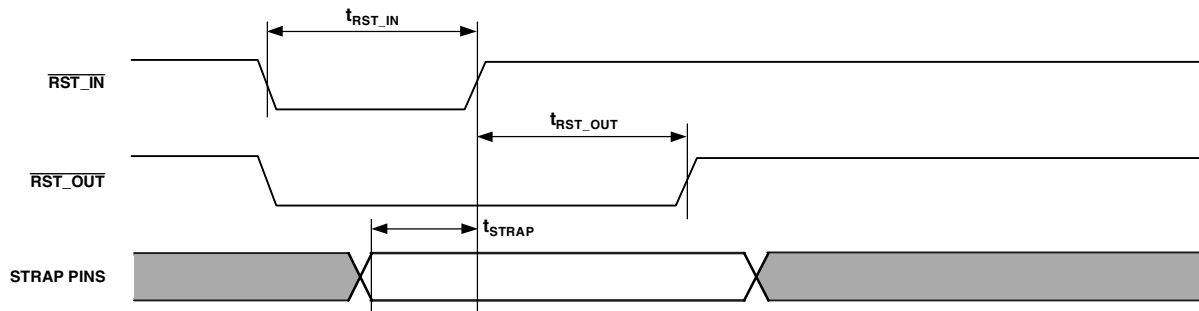 tRST_IN
RST_IN
tRST_OUT
RST_OUT
tSTRAP
STRAP PINS